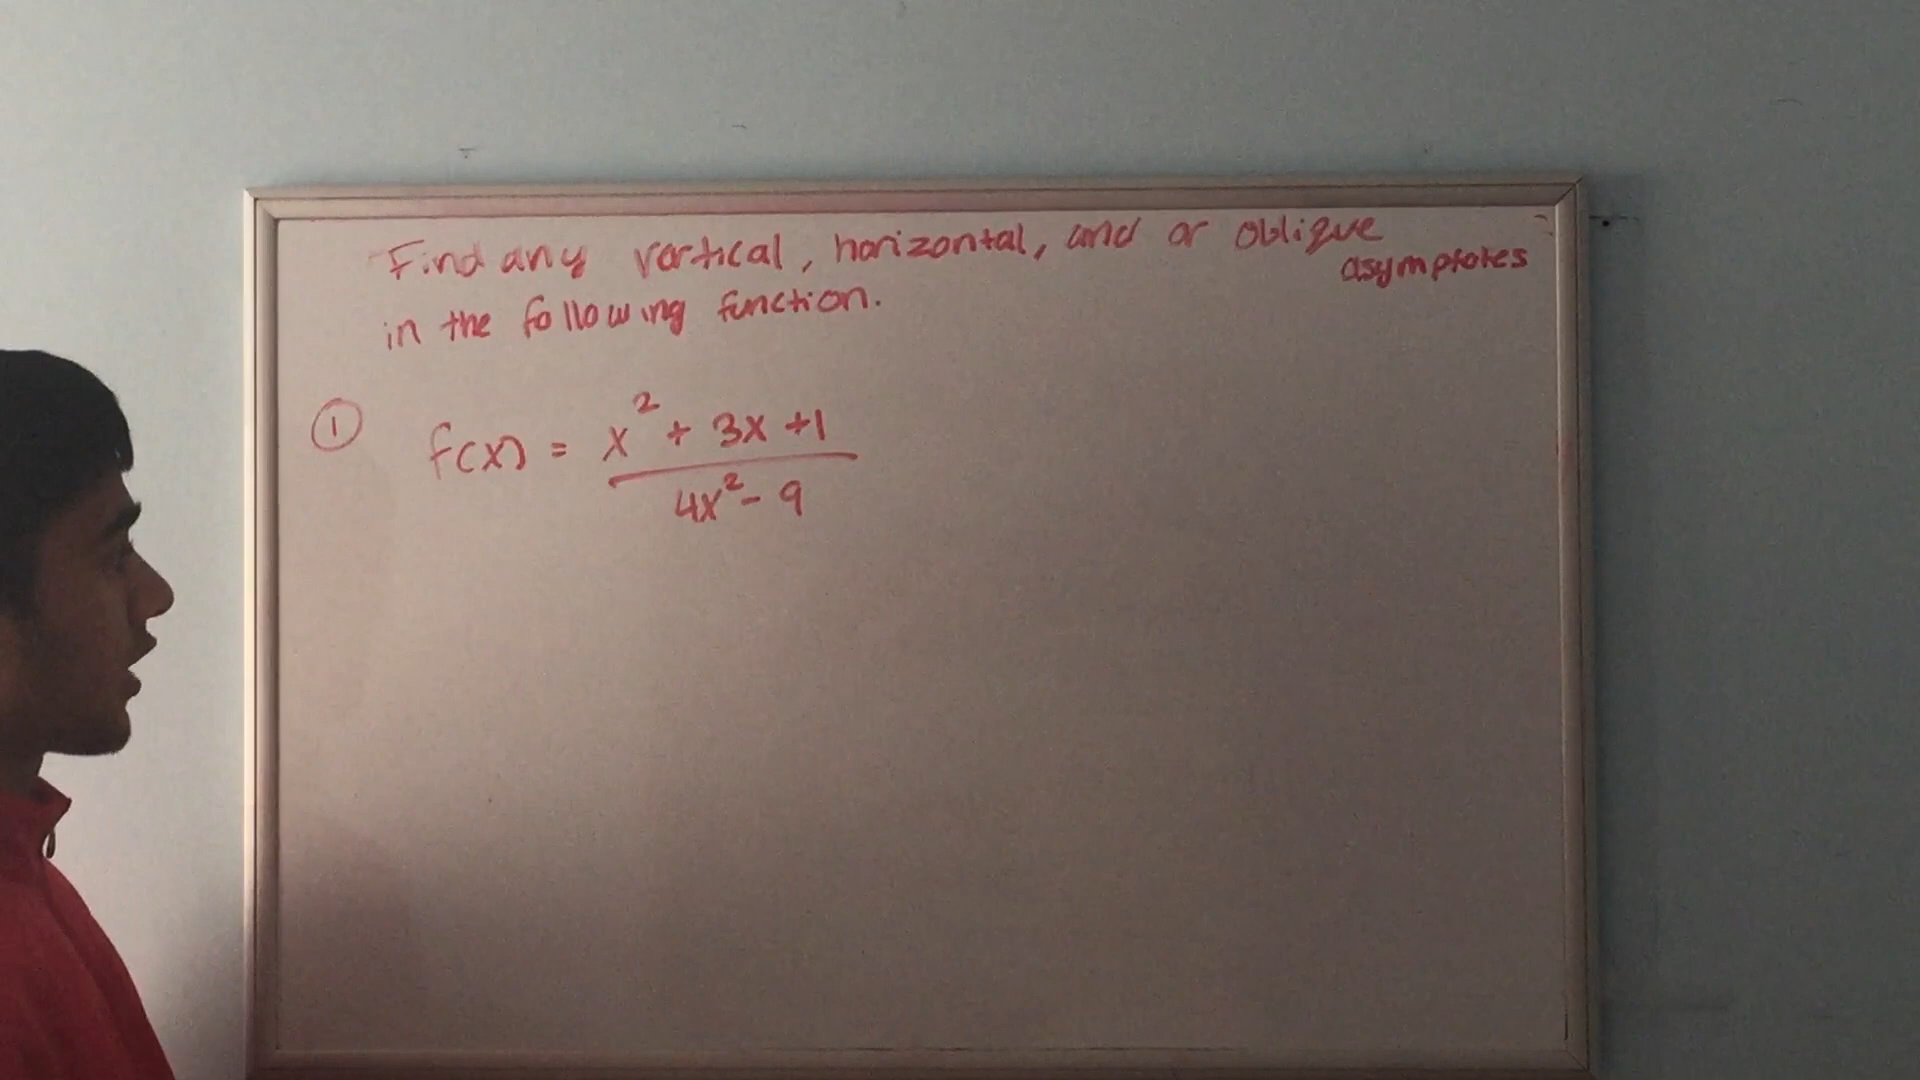 Find any vertical, horizontal, and or oblique
asymptotes
in the following function.
① f(x) = x² + 3x +1
4x² - 9